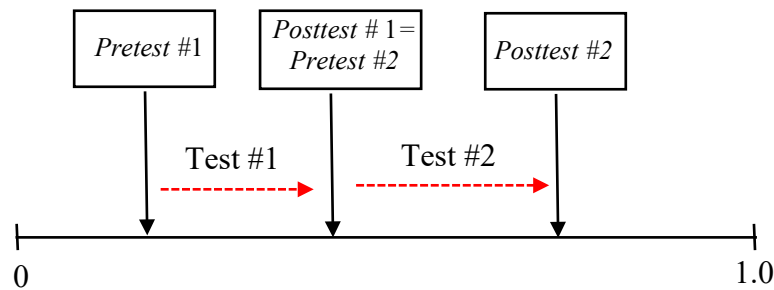 Pretest #1
Posttest # 1=
Pretest #2
Posttest #2
Test #1
Test #2
0
1.0